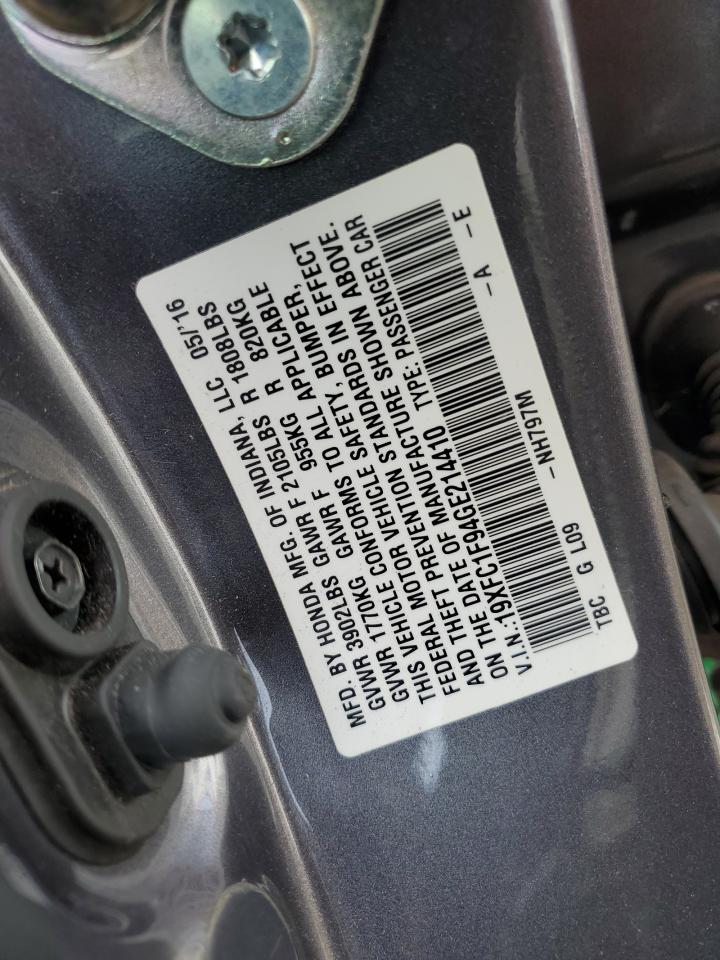 MFD. BY HONDA MFG. OF INDIANA, LLC 05/'16
GVWR 3902LBS GAWR F 2105LBS R 1808LBS
GVWR 1770KG GAWR F 955KG R 820KG
THIS VEHICLE CONFORMS TO ALL APPLICABLE
FEDERAL MOTOR VEHICLE SAFETY, BUMPER,
AND THEFT PREVENTION STANDARDS IN EFFECT
ON THE DATE OF MANUFACTURE SHOWN ABOVE.
V.I.N.:19XFC1F94GE214410 TYPE: PASSENGER CAR
TBC G L09 -NH797M -A -E